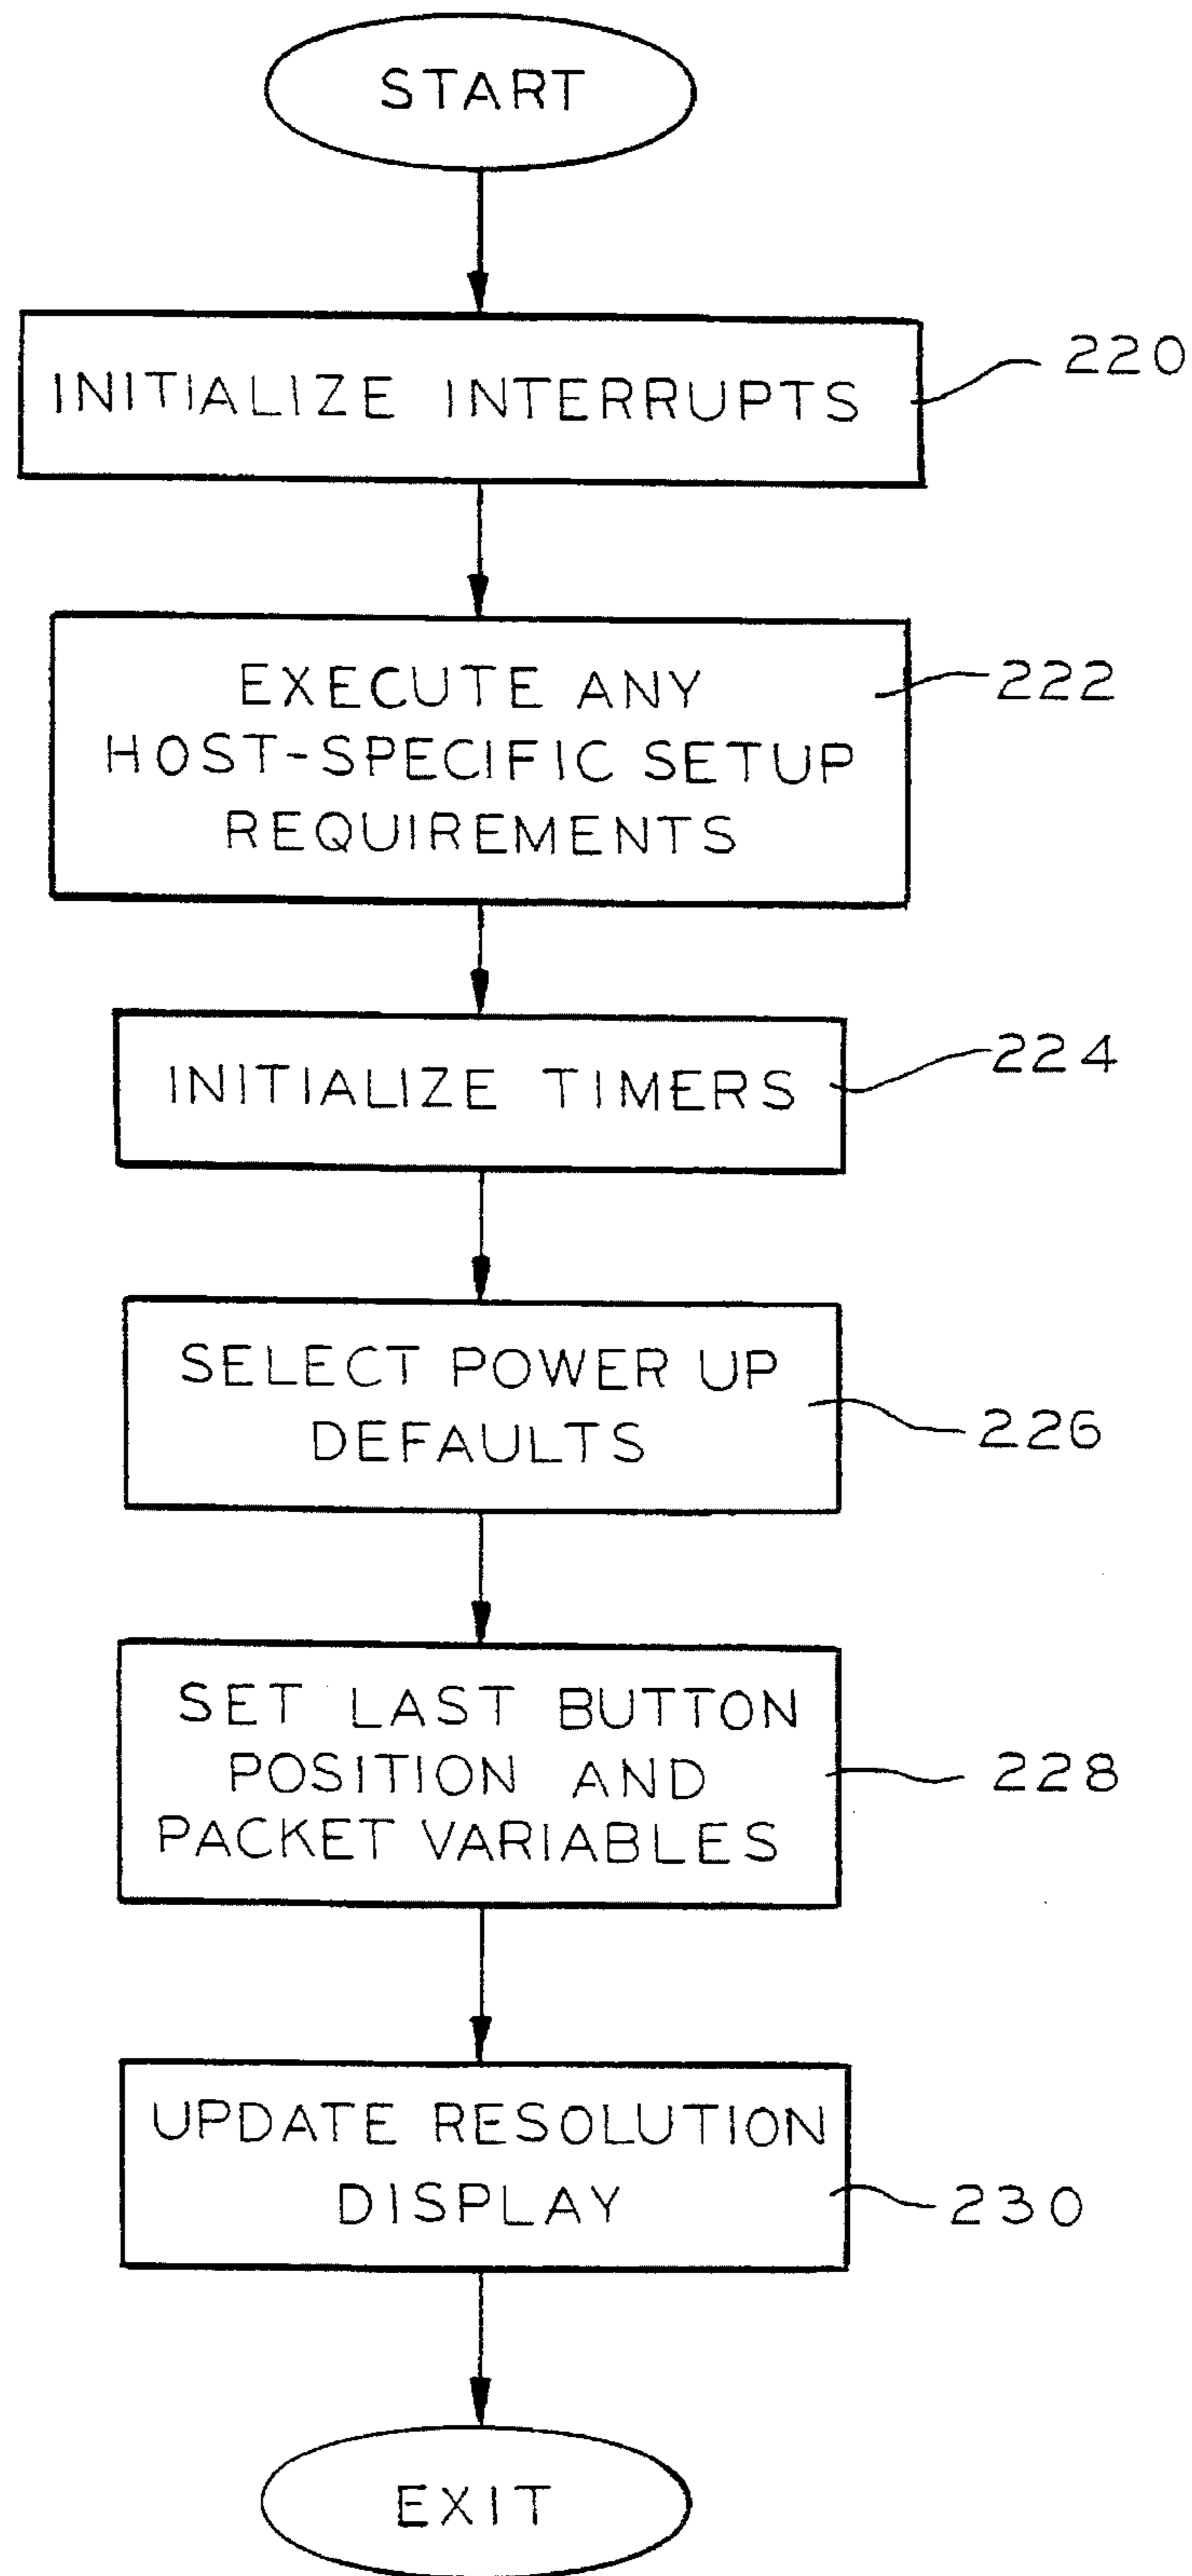 START
INITIALIZE INTERRUPTS
220
EXECUTE ANY
HOST-SPECIFIC SETUP
REQUIREMENTS
222
INITIALIZE TIMERS
224
SELECT POWER UP
DEFAULTS
226
SET LAST BUTTON
POSITION AND
PACKET VARIABLES
228
UPDATE RESOLUTION
DISPLAY
230
EXIT